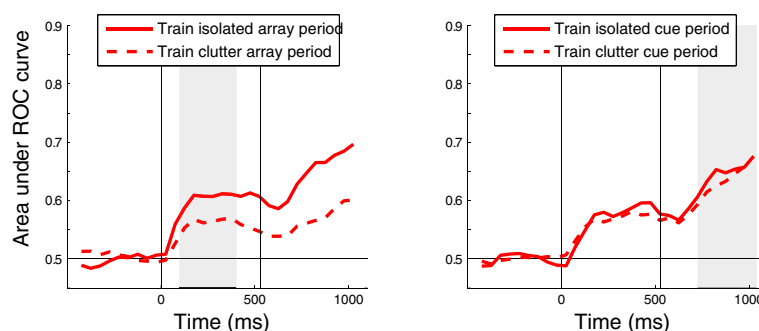 Train isolated array period
Train clutter array period
Area under ROC curve
0.9
0.8
0.7
0.6
0.5
0
500
1000
Time (ms)
Train isolated cue period
Train clutter cue period
0.9
0.8
0.7
0.6
0.5
0
500
1000
Time (ms)